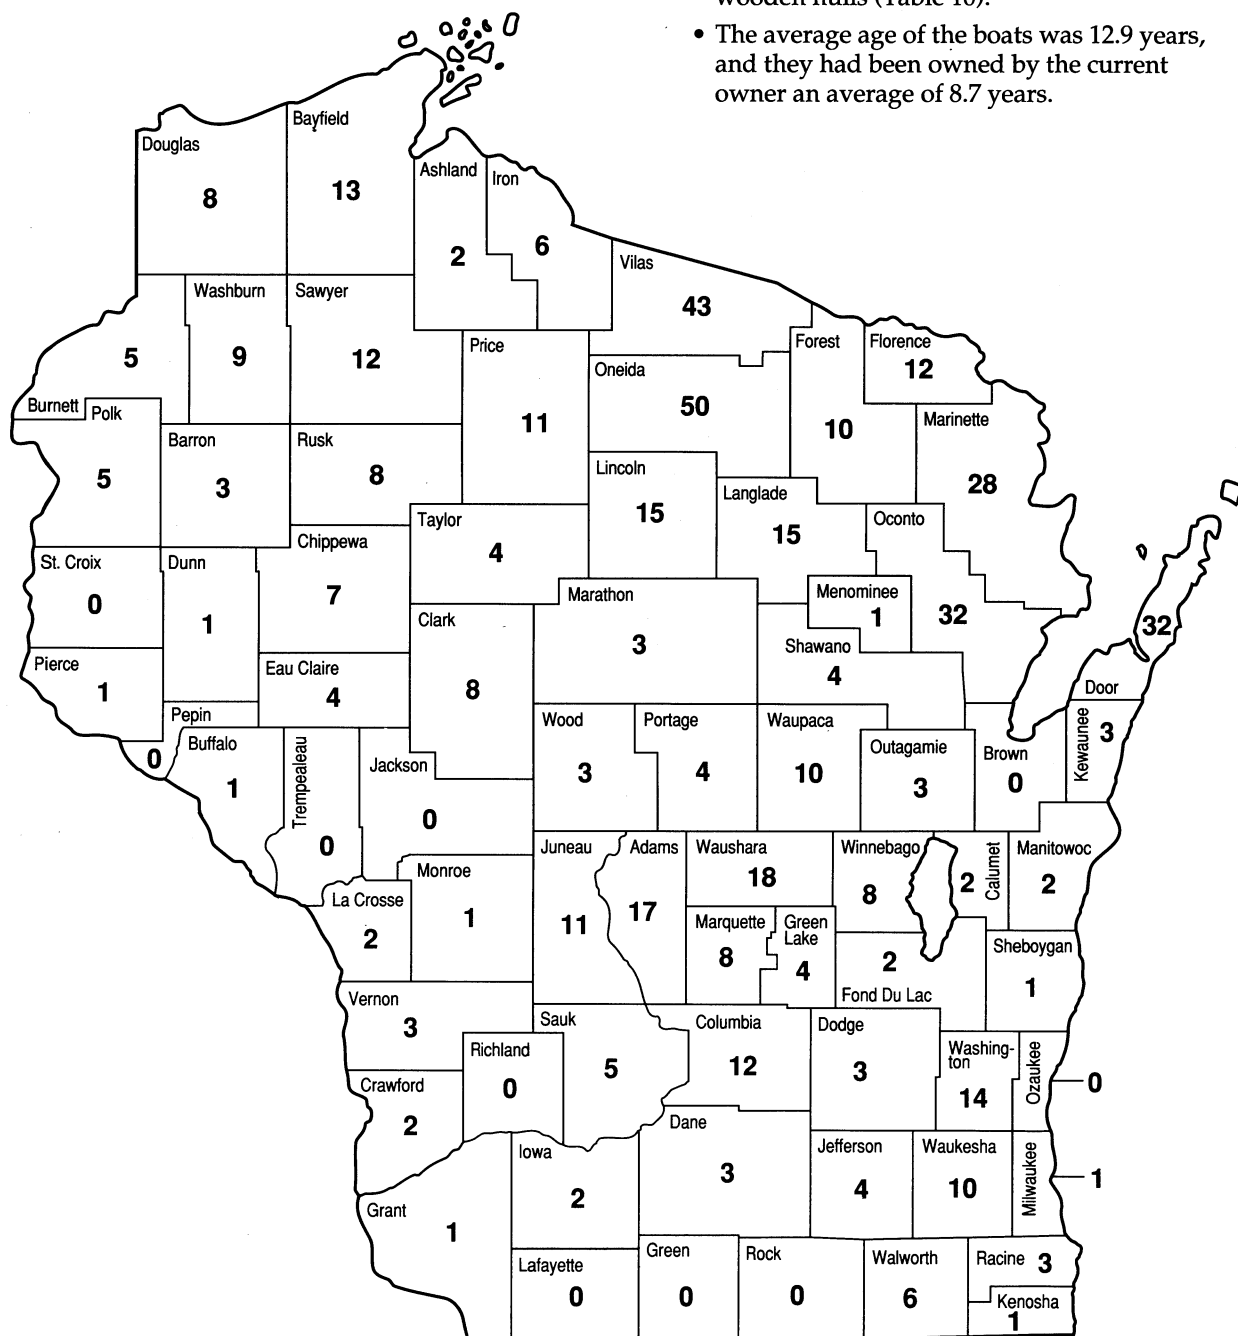 wooden hulls (Table 10).
• The average age of the boats was 12.9 years,
and they had been owned by the current
owner an average of 8.7 years.
Douglas
8
Bayfield
13
Ashland
2
Iron
6
Vilas
43
Washburn
9
Sawyer
12
5
Burnett
Price
11
Oneida
50
Forest
10
Florence
12
Marinette
28
Polk
5
Barron
3
Rusk
8
Lincoln
15
Langlade
15
Oconto
32
Taylor
4
Chippewa
7
St. Croix
0
Dunn
1
Marathon
3
Menominee
1
Shawano
4
32
Door
Clark
8
Pierce
1
Eau Claire
4
Pepin
0
Buffalo
1
Trempealeau
0
Jackson
0
Wood
3
Portage
4
Waupaca
10
Outagamie
3
Brown
0
Kewaunee
3
Juneau
11
Adams
17
Waushara
18
Winnebago
8
Calumet
2
Manitowoc
2
Monroe
1
La Crosse
2
Marquette
8
Green
Lake
4
2
Fond Du Lac
Sheboygan
1
Vernon
3
Sauk
5
Columbia
12
Dodge
3
Washing-
ton
14
Ozaukee
0
Richland
0
Crawford
2
Dane
3
Iowa
2
Jefferson
4
Waukesha
10
Milwaukee
1
Grant
1
Lafayette
0
Green
0
Rock
0
Walworth
6
Racine 3
Kenosha
1